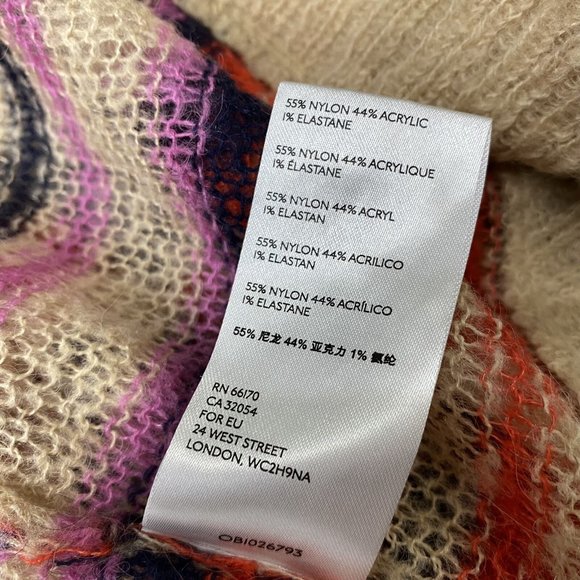 55% NYLON 44% ACRYLIC
1% ELASTANE
55% NYLON 44% ACRYLIQUE
1% ÉLASTANE
55% NYLON 44% ACRYL
1% ELASTAN
55% NYLON 44% ACRILICO
1% ELASTAN
55% NYLON 44% ACRÍLICO
1% ELASTANE
55% 尼龙 44% 亚克力 1% 氨纶
RN 66170
CA 32054
FOR EU
24 WEST STREET
LONDON, WC2H9NA
OB1026793